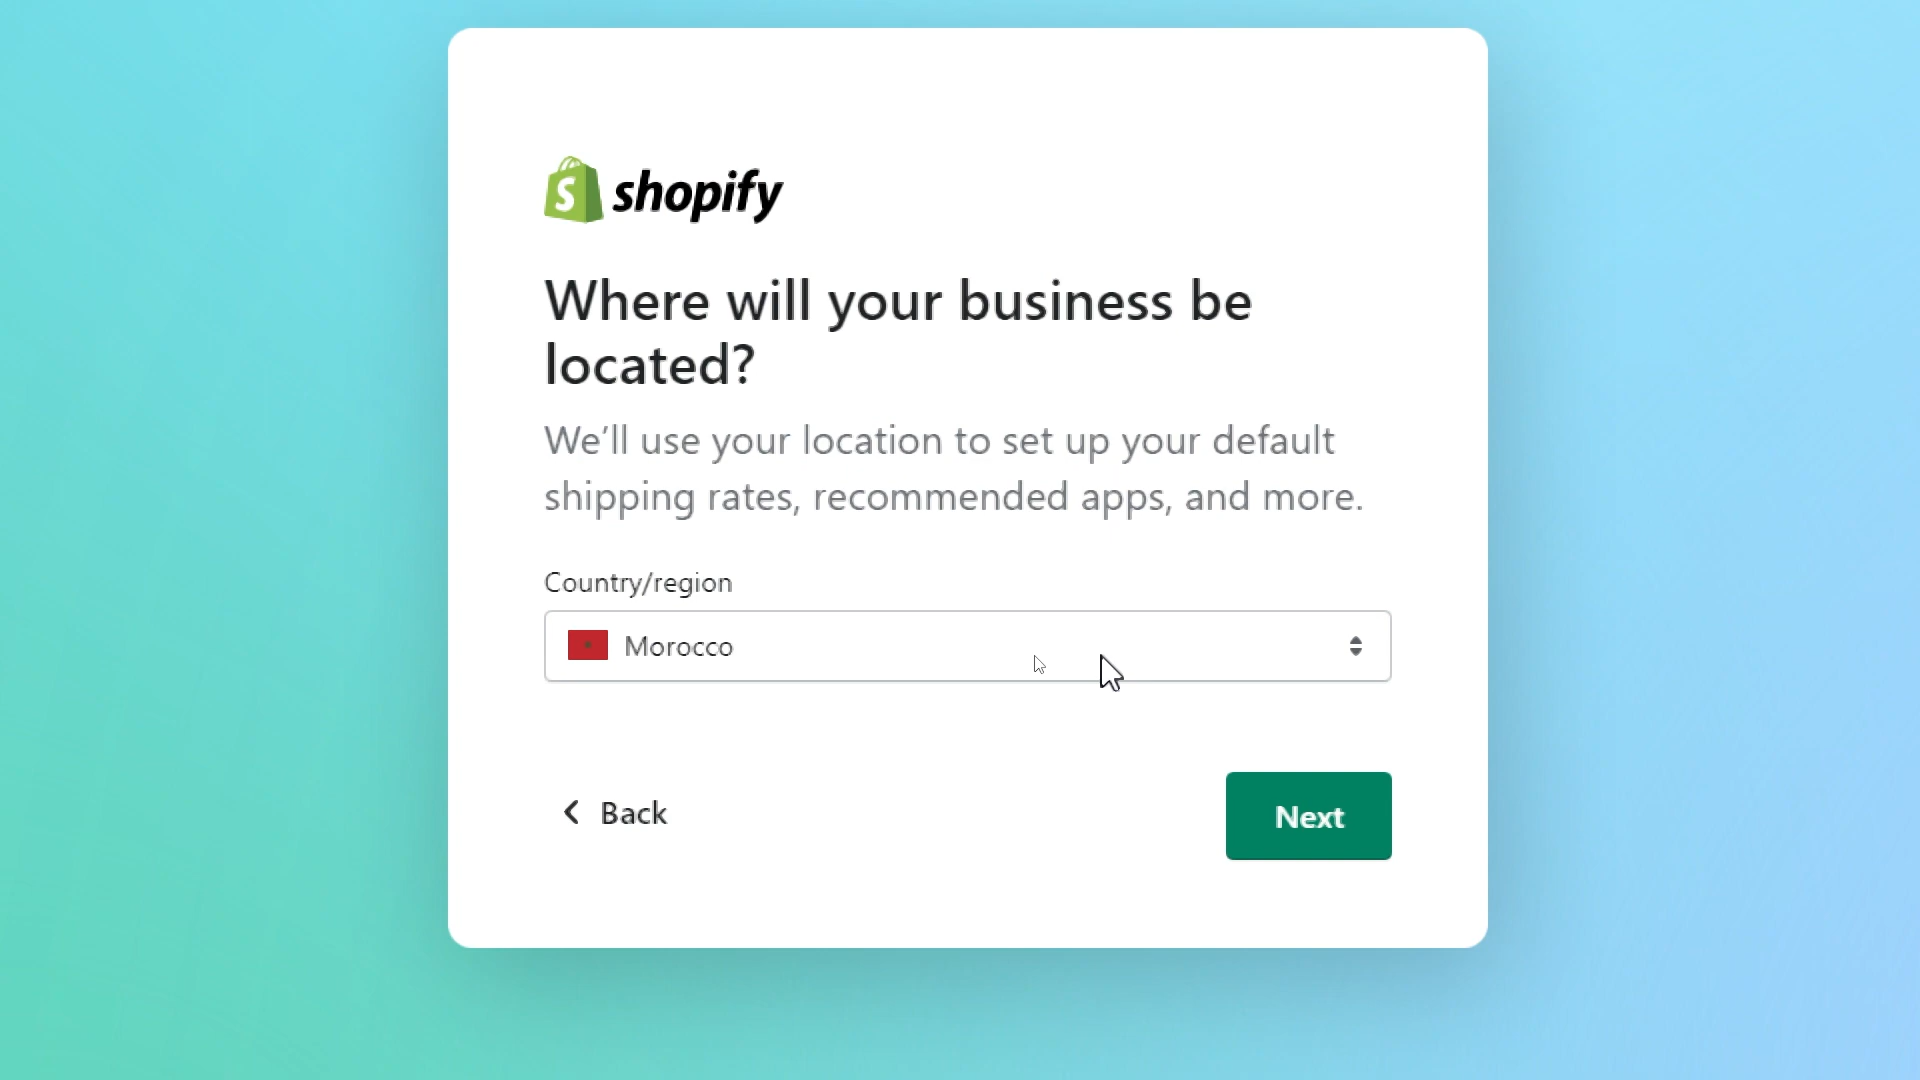 shopify
Where will your business be
located?
We’ll use your location to set up your default
shipping rates, recommended apps, and more.
Country/region
Morocco
Back
Next